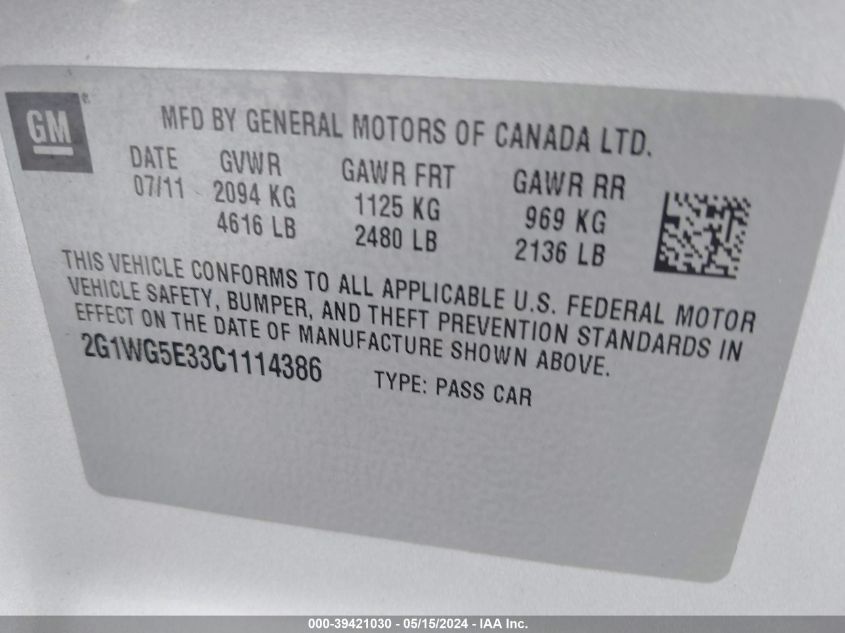 GM ®
MFD BY GENERAL MOTORS OF CANADA LTD.
DATE GVWR GAWR FRT GAWR RR
07/11 2094 KG 1125 KG 969 KG
4616 LB 2480 LB 2136 LB
THIS VEHICLE CONFORMS TO ALL APPLICABLE U.S. FEDERAL MOTOR
VEHICLE SAFETY, BUMPER, AND THEFT PREVENTION STANDARDS IN
EFFECT ON THE DATE OF MANUFACTURE SHOWN ABOVE.
2G1WG5E33C1114386 TYPE: PASS CAR
000-39421030 - 05/15/2024 - IAA Inc.